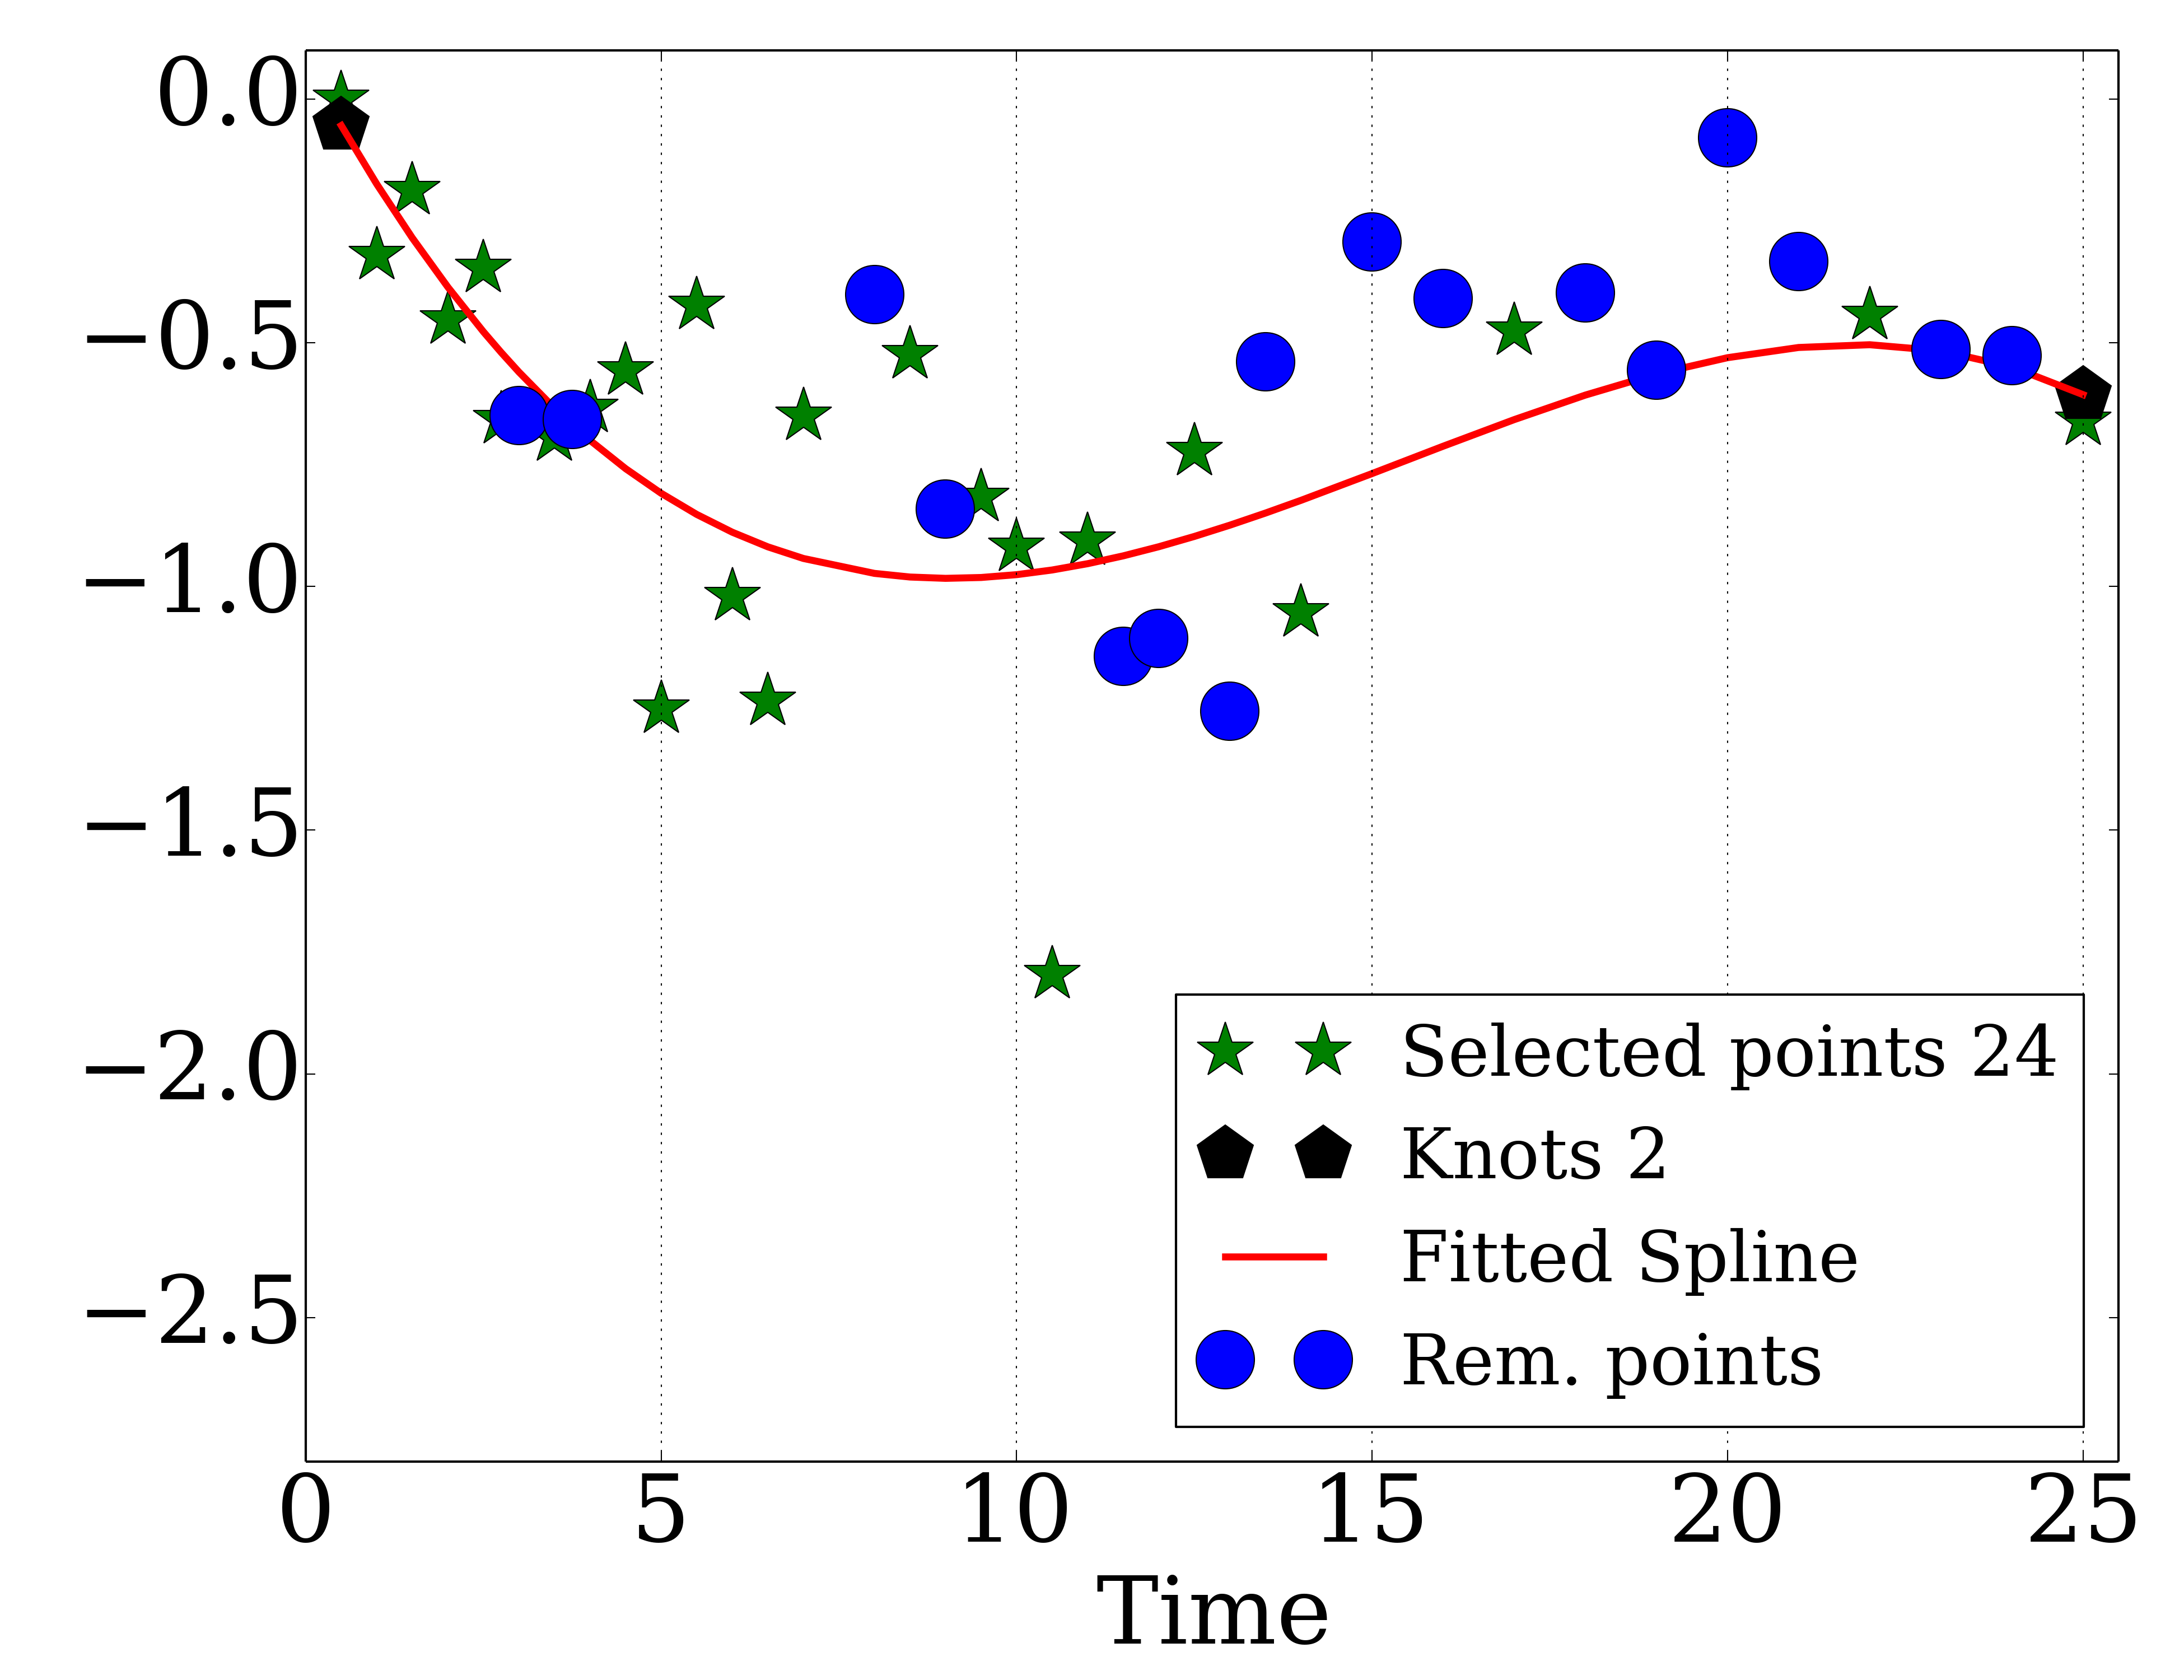 0.0
−0.5
−1.0
−1.5
−2.0
−2.5
Selected points 24
Knots 2
Fitted Spline
Rem. points
0 5 10 15 20 25
Time